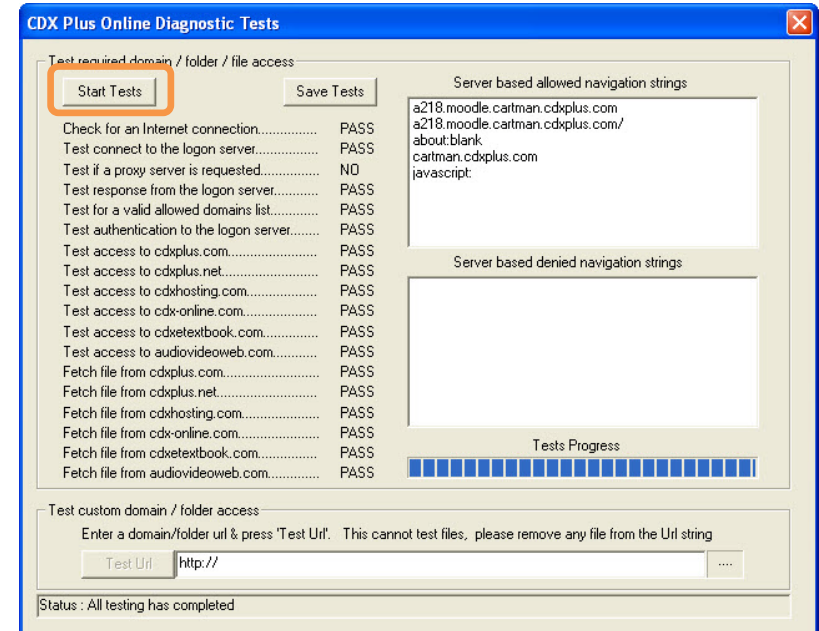 CDX Plus Online Diagnostic Tests
Test required domain / folder / file access
Start Tests
Save Tests
Check for an Internet connection................ PASS
Test connect to the logon server................ PASS
Test if a proxy server is requested............... NO
Test response from the logon server............ PASS
Test for a valid allowed domains list............. PASS
Test authentication to the logon server........ PASS
Test access to cdxplus.com....................... PASS
Test access to cdxplus.net......................... PASS
Test access to cdxhosting.com................... PASS
Test access to cdx-online.com.................... PASS
Test access to cdxetextbook.com.............. PASS
Test access to audiovideoweb.com............ PASS
Fetch file from cdxplus.com......................... PASS
Fetch file from cdxplus.net.......................... PASS
Fetch file from cdxhosting.com.................... PASS
Fetch file from cdx-online.com..................... PASS
Fetch file from cdxetextbook.com................ PASS
Fetch file from audiovideoweb.com............. PASS
Server based allowed navigation strings
a218.moodle.cartman.cdxplus.com
a218.moodle.cartman.cdxplus.com/
about:blank
cartman.cdxplus.com
javascript:
Server based denied navigation strings
Tests Progress
Test custom domain / folder access
Enter a domain/folder url & press 'Test Url'. This cannot test files, please remove any file from the Url string
Test Url
http://
....
Status : All testing has completed